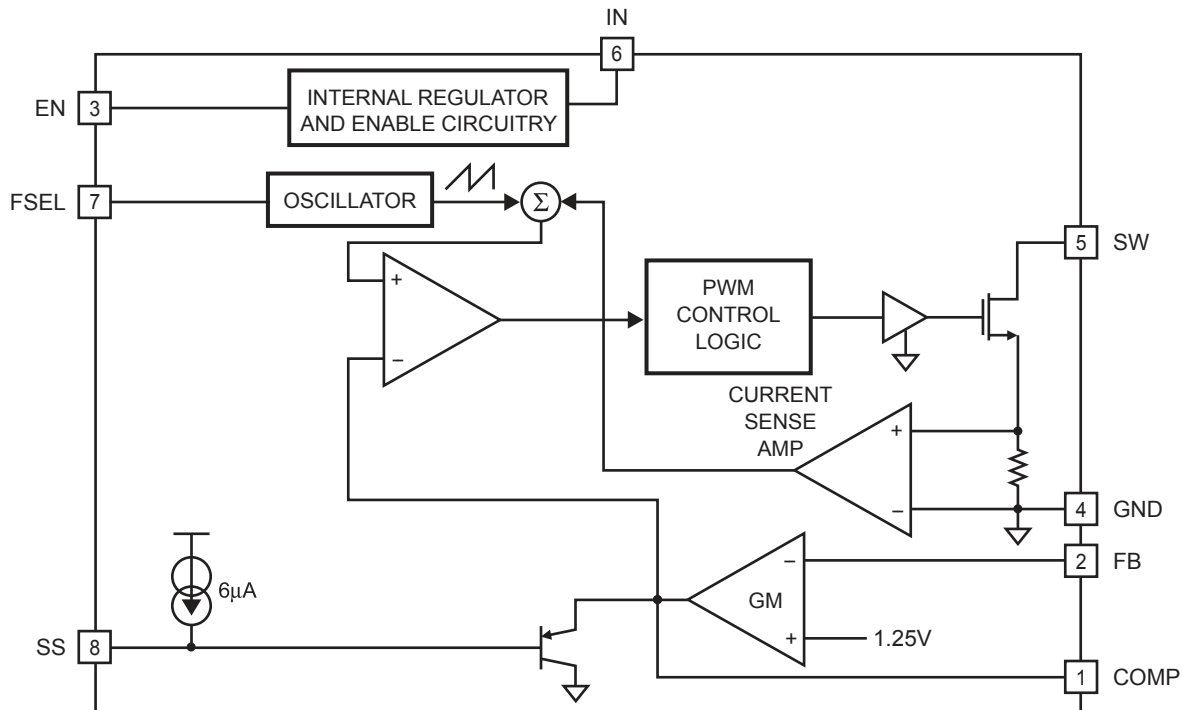 IN
6
EN
3
INTERNAL REGULATOR
AND ENABLE CIRCUITRY
FSEL
7
OSCILLATOR
Σ
5
SW
+
−
PWM
CONTROL
LOGIC
CURRENT
SENSE
AMP
+
−
4
GND
2
FB
6μA
−
GM
+
1.25V
SS
8
1
COMP